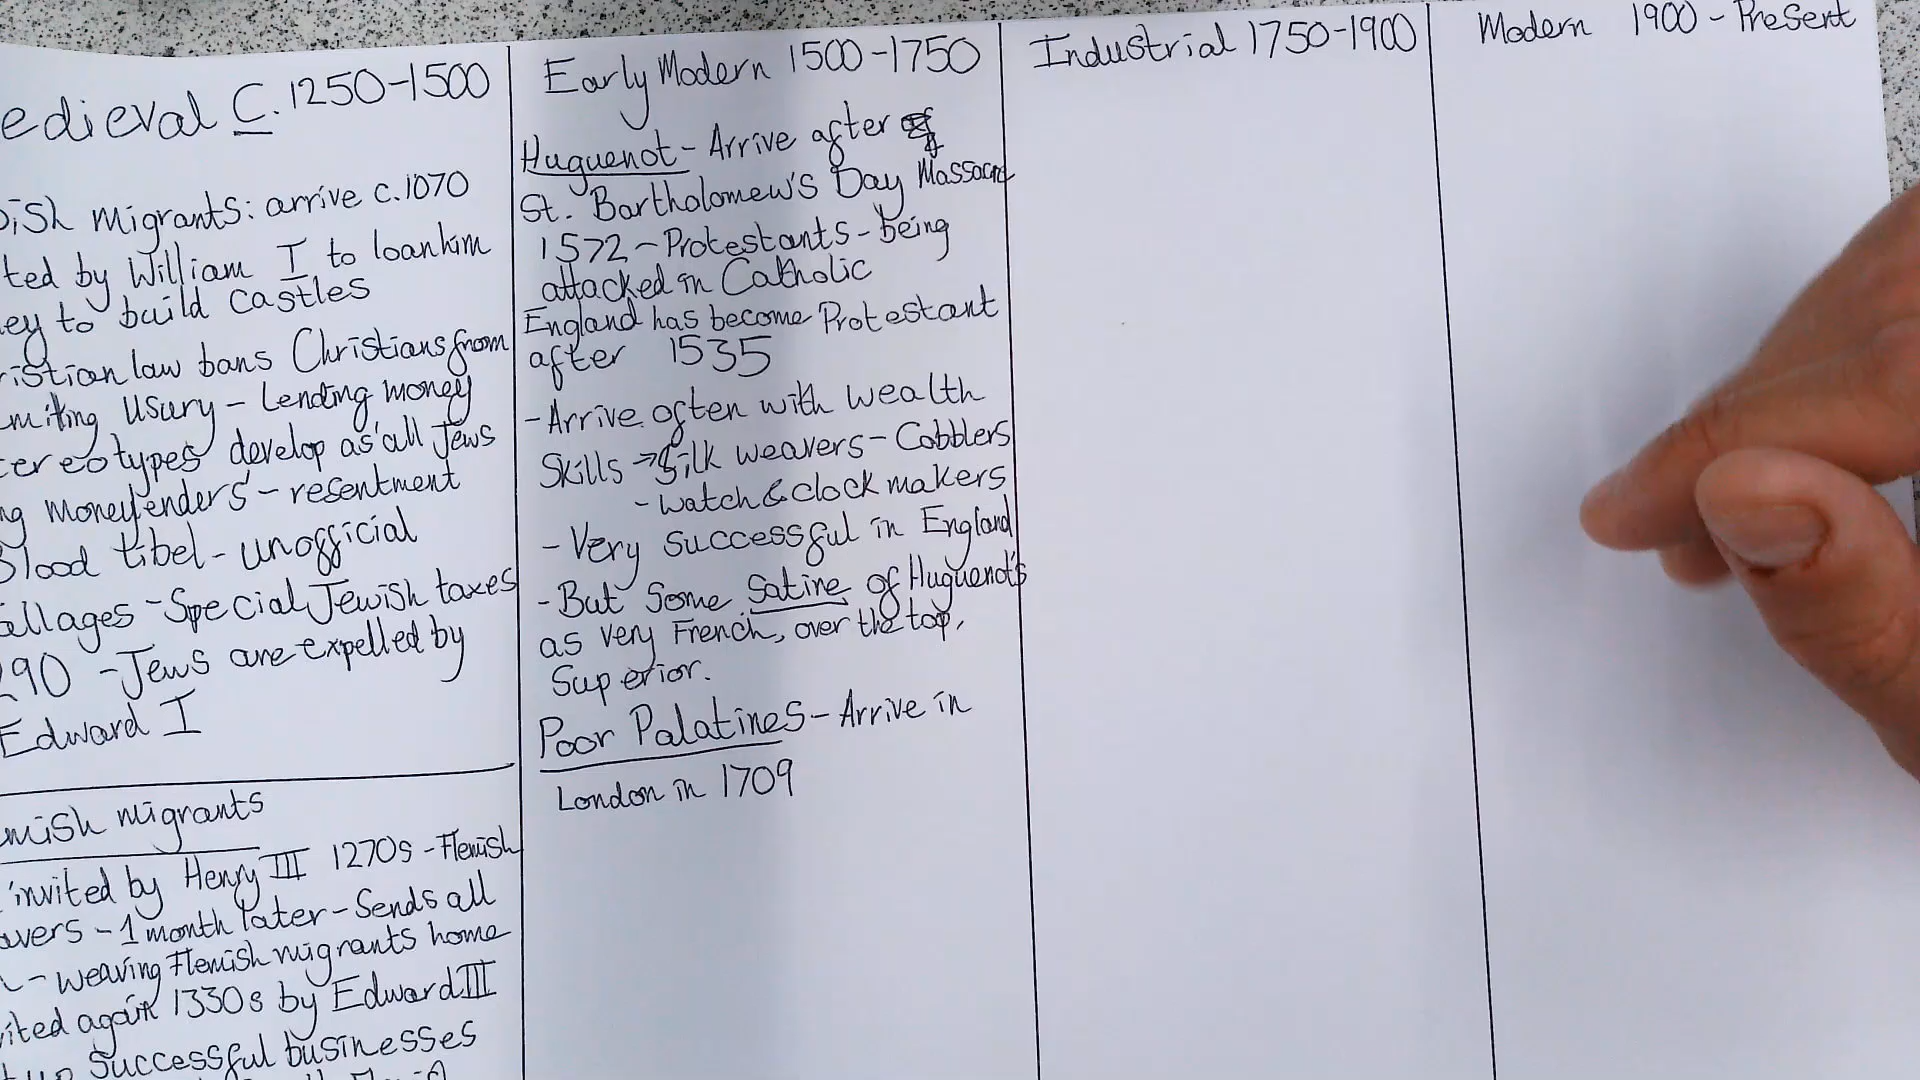 edieval C. 1250-1500
ish migrants: arrive c.1070
ted by William I to loan him
ey to build castles
ristian law bans Christians from
miting Usury - Lending money
ereotypes develop as all Jews
ng moneylenders - resentment
Blood libel - unofficial
allages - Special Jewish taxes
290 - Jews are expelled by
Edward I
mish migrants
invited by Henry III 1270s - Flemish
avers - 1 month later - Sends all
- weaving Flemish migrants home
ited again 1330s by Edward III
up Successful businesses
Early Modern 1500-1750
Huguenot - Arrive after
St. Bartholomew's Day Massacre
1572 - Protestants - being
attacked in Catholic
England has become Protestant
after 1535
- Arrive often with wealth
Skills → Silk weavers - Cobblers
- watch & clock makers
- Very successful in England
- But Some Satire of Huguenot's
as very French, over the top,
Superior.
Poor Palatines - Arrive in
London in 1709
Industrial 1750-1900
Modern 1900 - Present